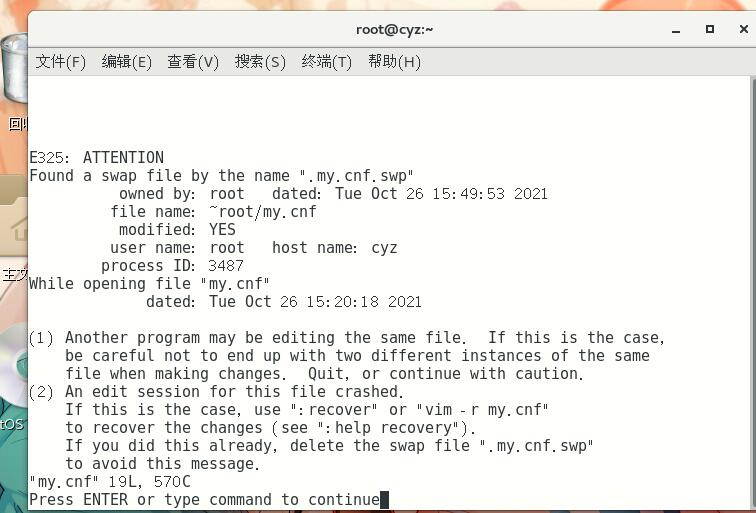 root@cyz:~
文件(F) 编辑(E) 查看(V) 搜索(S) 终端(T) 帮助(H)
回收
E325: ATTENTION
Found a swap file by the name ".my.cnf.swp"
owned by: root   dated: Tue Oct 26 15:49:53 2021
file name: ~root/my.cnf
modified: YES
user name: root   host name: cyz
process ID: 3487
While opening file "my.cnf"
dated: Tue Oct 26 15:20:18 2021
(1) Another program may be editing the same file.  If this is the case,
be careful not to end up with two different instances of the same
file when making changes.  Quit, or continue with caution.
(2) An edit session for this file crashed.
If this is the case, use ":recover" or "vim -r my.cnf"
to recover the changes (see ":help recovery").
If you did this already, delete the swap file ".my.cnf.swp"
to avoid this message.
"my.cnf" 19L, 570C
Press ENTER or type command to continue
主文
tOS